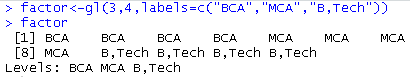 > factor<-gl(3,4,labels=c("BCA","MCA","B,Tech"))
> factor
[1] BCA BCA BCA BCA MCA MCA MCA
[8] MCA B,Tech B,Tech B,Tech B,Tech
Levels: BCA MCA B,Tech